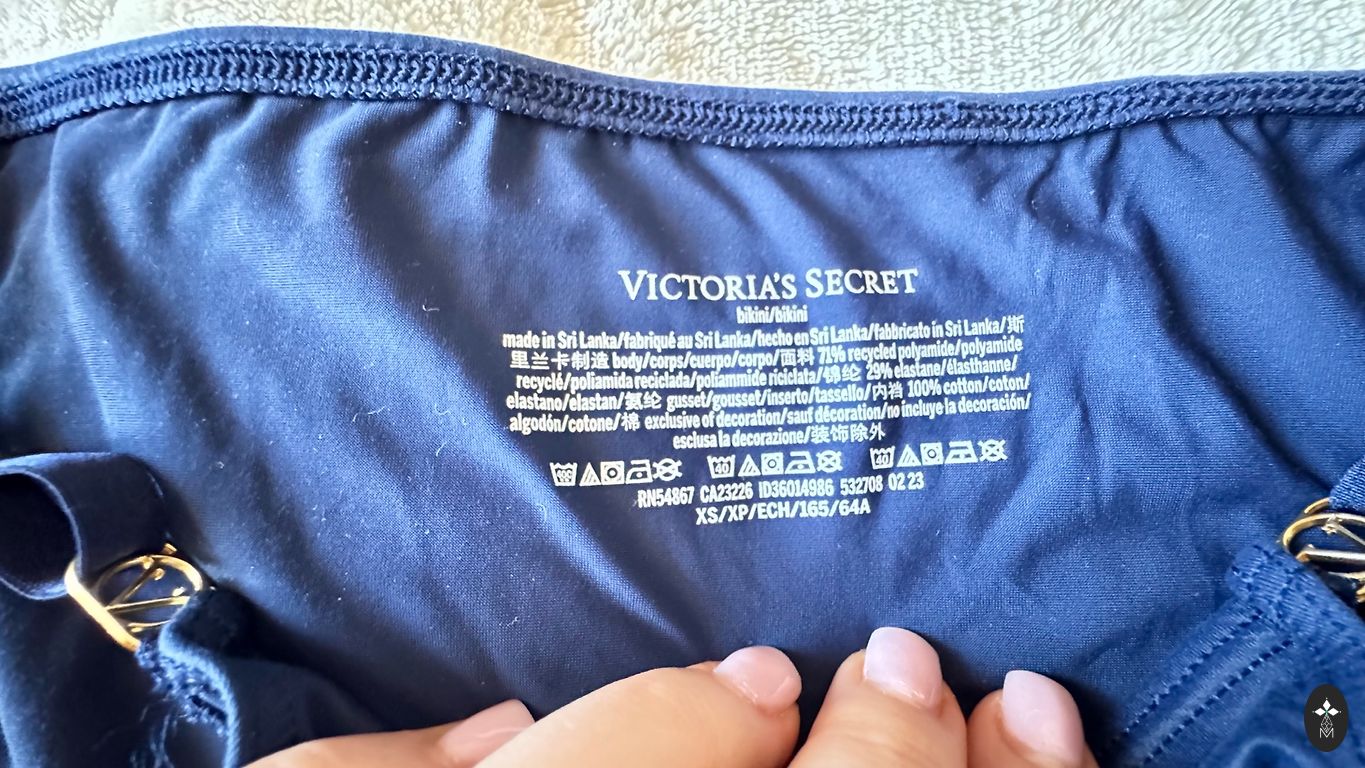 VICTORIA'S SECRET
bikini/bikini
made in Sri Lanka/fabriqué au Sri Lanka/hecho en Sri Lanka/fabbricato in Sri Lanka/斯
里兰卡制造 body/corps/cuerpo/corpo/面料 71% recycled polyamide/polyamide
recyclé/poliamida reciclada/poliammide riciclata/锦纶 29% elastane/élasthanne/
elastano/elastan/氨纶 gusset/gousset/inserto/tassello/内裆 100% cotton/coton/
algodón/cotone/棉 exclusive of decoration/sauf décoration/no incluye la decoración/
esclusa la decorazione/装饰除外
40 40
RN54867 CA23226 ID36014986 532708 02 23
XS/XP/ECH/165/64A
M